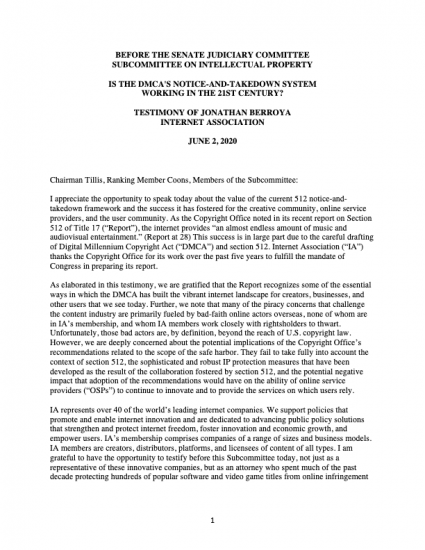 BEFORE THE SENATE JUDICIARY COMMITTEE
SUBCOMMITTEE ON INTELLECTUAL PROPERTY
IS THE DMCA'S NOTICE-AND-TAKEDOWN SYSTEM
WORKING IN THE 21ST CENTURY?
TESTIMONY OF JONATHAN BERROYA
INTERNET ASSOCIATION
JUNE 2, 2020
Chairman Tillis, Ranking Member Coons, Members of the Subcommittee:
I appreciate the opportunity to speak today about the value of the current 512 notice-and-
takedown framework and the success it has fostered for the creative community, online service
providers, and the user community. As the Copyright Office noted in its recent report on Section
512 of Title 17 ("Report"), the internet provides "an almost endless amount of music and
audiovisual entertainment." (Report at 28) This success is in large part due to the careful drafting
of Digital Millennium Copyright Act ("DMCA") and section 512. Internet Association ("IA")
thanks the Copyright Office for its work over the past five years to fulfill the mandate of
Congress in preparing its report.
As elaborated in this testimony, we are gratified that the Report recognizes some of the essential
ways in which the DMCA has built the vibrant internet landscape for creators, businesses, and
other users that we see today. Further, we note that many of the piracy concerns that challenge
the content industry are primarily fueled by bad-faith online actors overseas, none of whom are
in IA's membership, and whom IA members work closely with rightsholders to thwart.
Unfortunately, those bad actors are, by definition, beyond the reach of U.S. copyright law.
However, we are deeply concerned about the potential implications of the Copyright Office's
recommendations related to the scope of the safe harbor. They fail to take fully into account the
context of section 512, the sophisticated and robust IP protection measures that have been
developed as the result of the collaboration fostered by section 512, and the potential negative
impact that adoption of the recommendations would have on the ability of online service
providers ("OSPs") to continue to innovate and to provide the services on which users rely.
IA represents over 40 of the world's leading internet companies. We support policies that
promote and enable internet innovation and are dedicated to advancing public policy solutions
that strengthen and protect internet freedom, foster innovation and economic growth, and
empower users. IA's membership comprises companies of a range of sizes and business models.
IA members are creators, distributors, platforms, and licensees of content of all types. I am
grateful to have the opportunity to testify before this Subcommittee today, not just as a
representative of these innovative companies, but as an attorney who spent much of the past
decade protecting hundreds of popular software and video game titles from online infringement
1